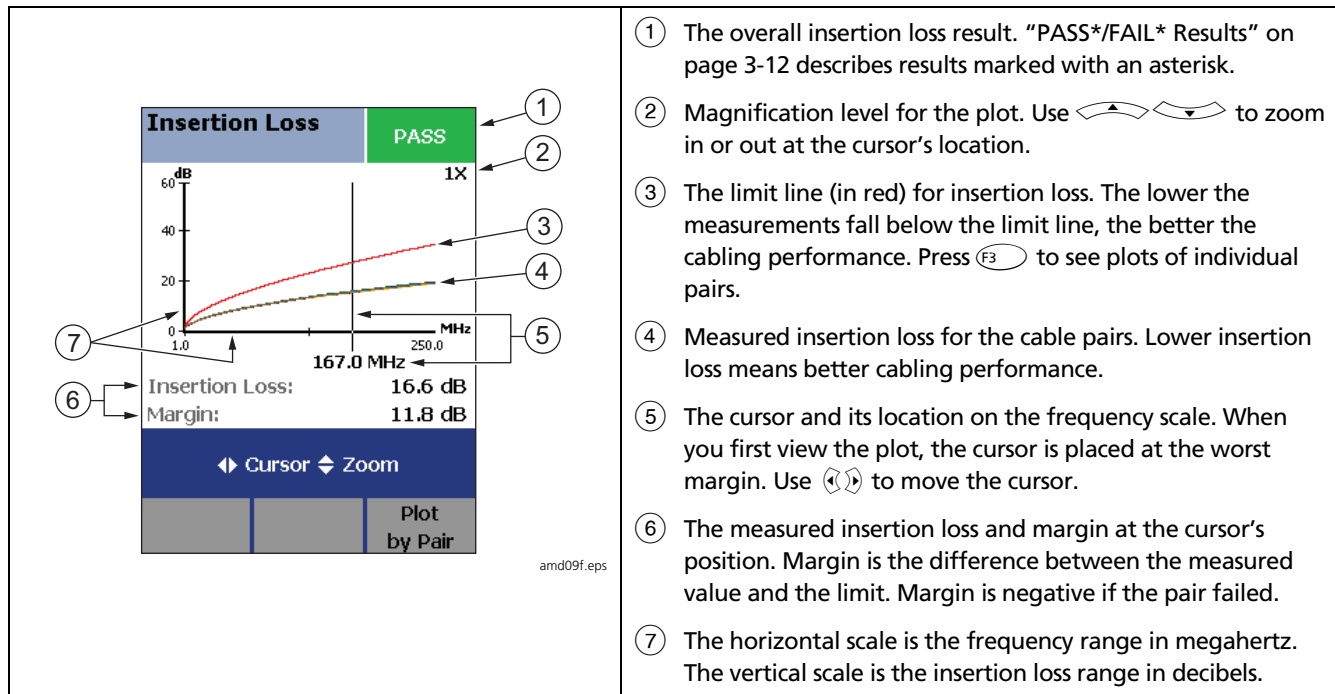 Insertion Loss
PASS
1X
dB
60
40
20
0
1.0
MHz
250.0
167.0 MHz
Insertion Loss: 16.6 dB
Margin: 11.8 dB
Cursor Zoom
Plot
by Pair
1
2
3
4
5
6
7
amd09f.eps
1 The overall insertion loss result. “PASS*/FAIL* Results” on
page 3-12 describes results marked with an asterisk.
2 Magnification level for the plot. Use to zoom
in or out at the cursor’s location.
3 The limit line (in red) for insertion loss. The lower the
measurements fall below the limit line, the better the
cabling performance. Press F3 to see plots of individual
pairs.
4 Measured insertion loss for the cable pairs. Lower insertion
loss means better cabling performance.
5 The cursor and its location on the frequency scale. When
you first view the plot, the cursor is placed at the worst
margin. Use to move the cursor.
6 The measured insertion loss and margin at the cursor’s
position. Margin is the difference between the measured
value and the limit. Margin is negative if the pair failed.
7 The horizontal scale is the frequency range in megahertz.
The vertical scale is the insertion loss range in decibels.